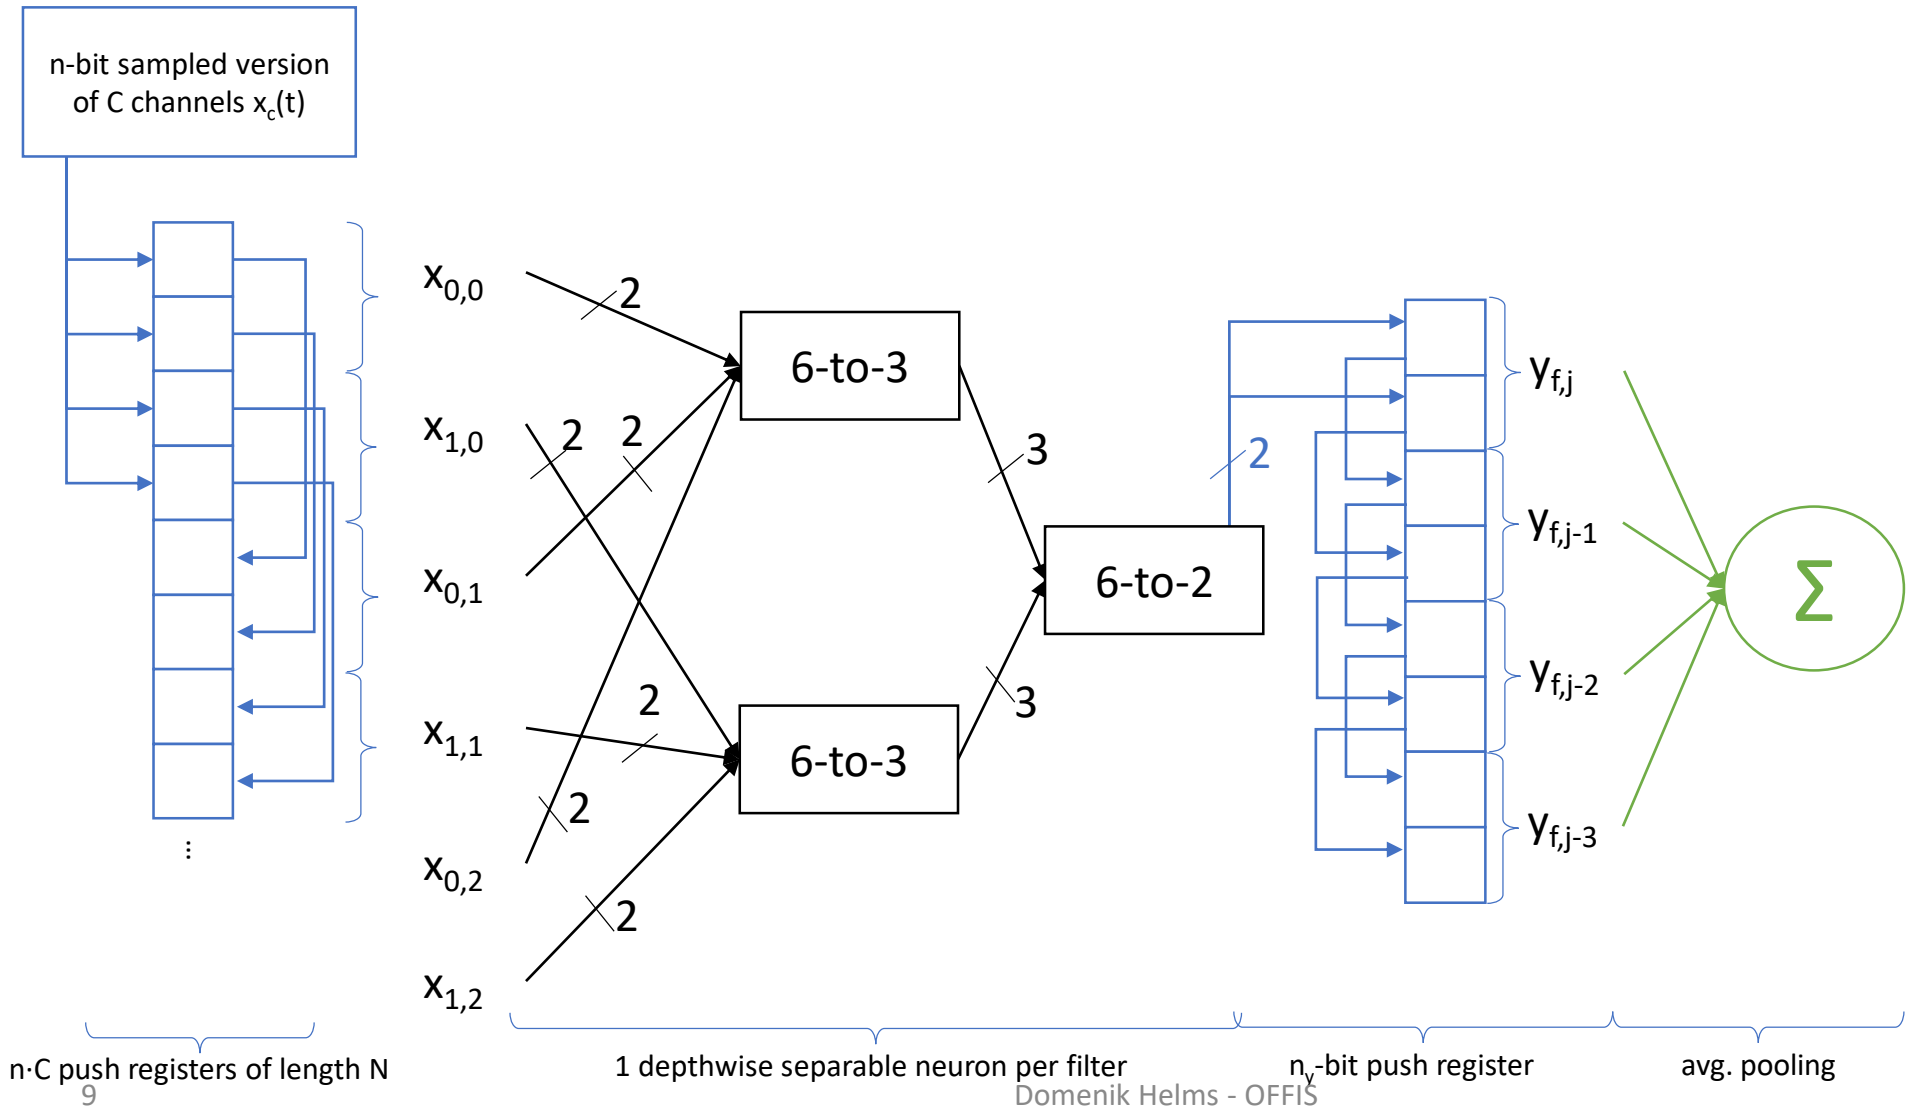 n-bit sampled version
of C channels x_c(t)
x_0,0
x_1,0
x_0,1
x_1,1
x_0,2
x_1,2
2
2
2
2
2
2
6-to-3
6-to-3
3
3
6-to-2
2
y_f,j
y_f,j-1
y_f,j-2
y_f,j-3
Σ
...
n·C push registers of length N
1 depthwise separable neuron per filter
n_y-bit push register
avg. pooling
9
Domenik Helms - OFFIS